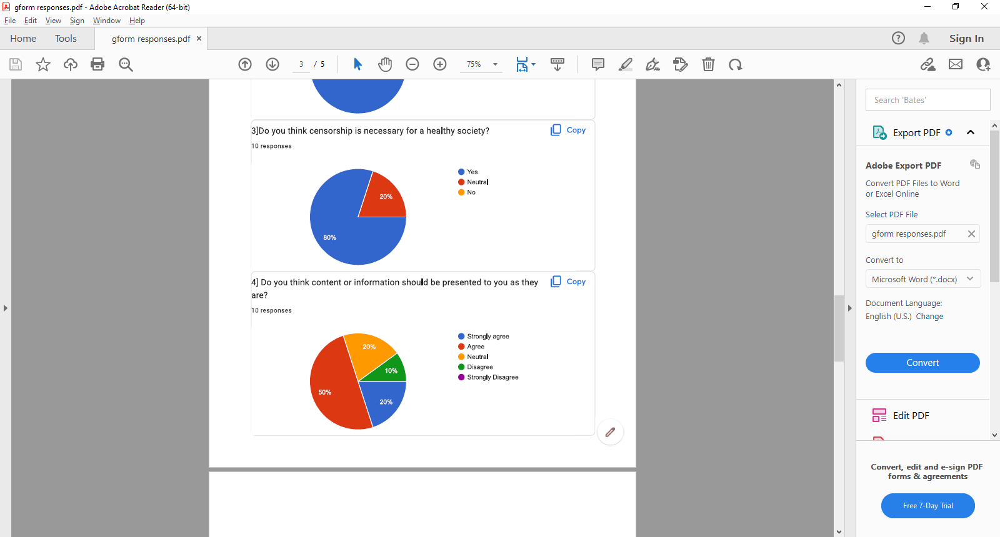 gform responses.pdf - Adobe Acrobat Reader (64-bit)
File Edit View Sign Window Help
Home Tools gform responses.pdf × Sign In
3 / 5 75%
Search 'Bates'
3]Do you think censorship is necessary for a healthy society? Copy
10 responses
Yes
Neutral
No
20%
80%
4] Do you think content or information should be presented to you as they are? Copy
10 responses
Strongly agree
Agree
Neutral
Disagree
Strongly Disagree
20%
10%
50%
20%
Export PDF
Adobe Export PDF
Convert PDF Files to Word
or Excel Online
Select PDF File
gform responses.pdf
Convert to
Microsoft Word (*.docx)
Document Language:
English (U.S.) Change
Convert
Edit PDF
Convert, edit and e-sign PDF
forms & agreements
Free 7-Day Trial